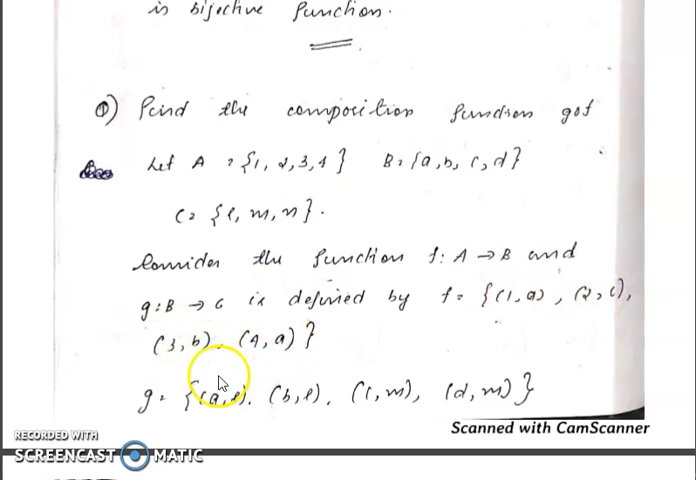 is bijective function.
①) Find the composition function gof
Let A = {1, 2, 3, 4} B = {a, b, c, d}
C = {l, m, n}.
Consider the function f: A → B and
g: B → C is defined by f = {(1, a), (2, c),
(3, b), (4, a)}
g = {(a, l), (b, l), (c, m), (d, m)}
Scanned with CamScanner
RECORDED WITH
SCREENCAST MATIC